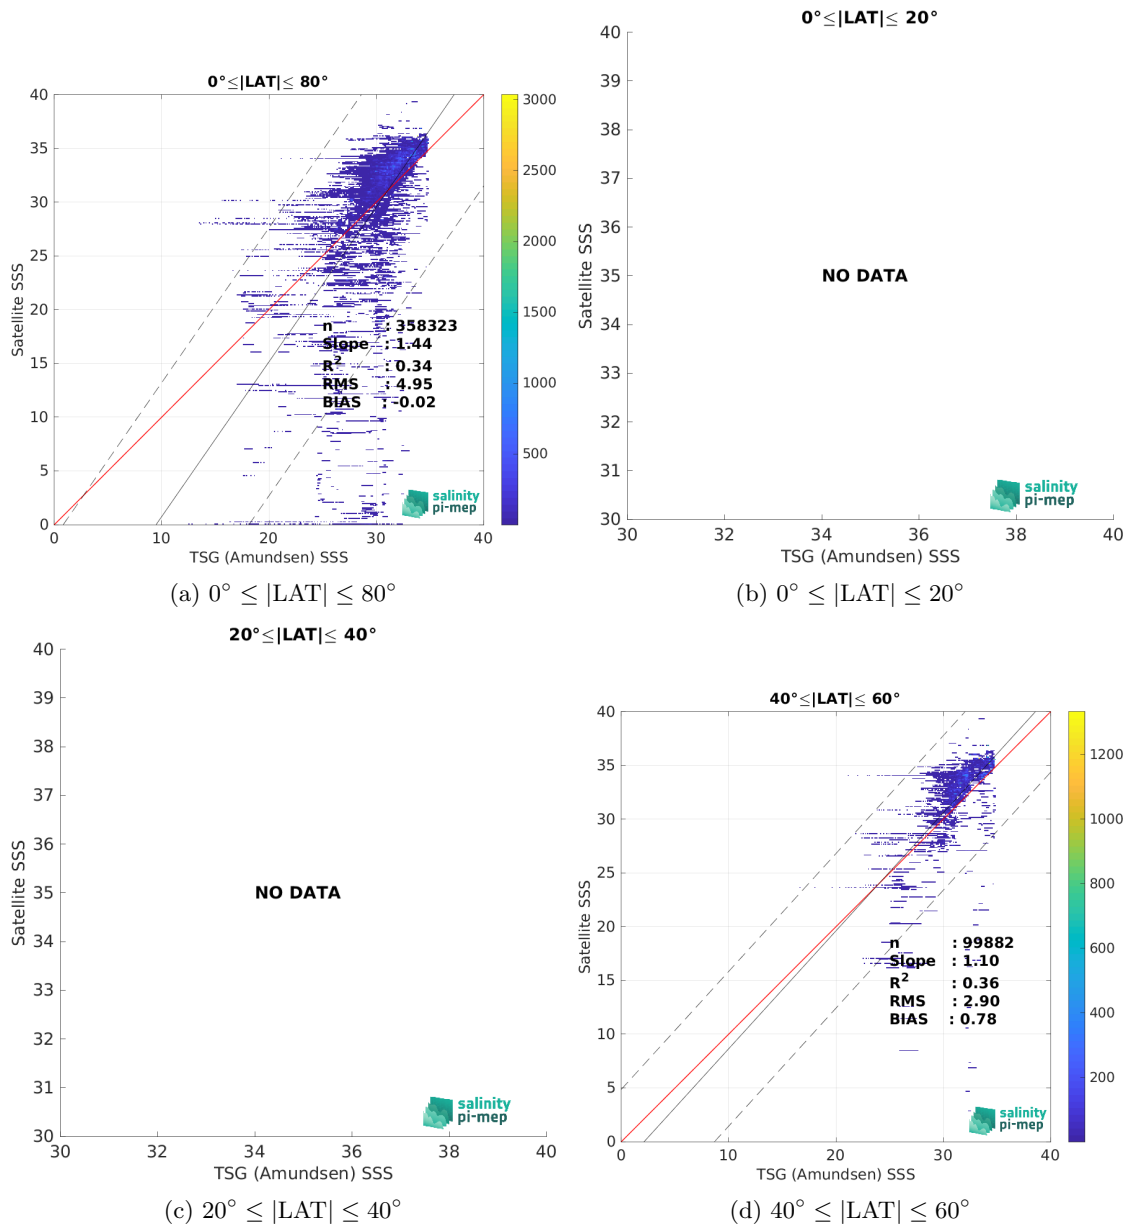 0°≤|LAT|≤ 80°
40
35
30
25
20
15
10
5
0
Satellite SSS
0
10
20
30
40
TSG (Amundsen) SSS
3000
2500
2000
1500
1000
500
n : 358323
Slope : 1.44
R² : 0.34
RMS : 4.95
BIAS : -0.02
salinity
pi-mep
(a) 0° ≤ |LAT| ≤ 80°
0°≤|LAT|≤ 20°
40
39
38
37
36
35
34
33
32
31
30
Satellite SSS
NO DATA
30
32
34
36
38
40
TSG (Amundsen) SSS
salinity
pi-mep
(b) 0° ≤ |LAT| ≤ 20°
20°≤|LAT|≤ 40°
40
39
38
37
36
35
34
33
32
31
30
Satellite SSS
NO DATA
30
32
34
36
38
40
TSG (Amundsen) SSS
salinity
pi-mep
(c) 20° ≤ |LAT| ≤ 40°
40°≤|LAT|≤ 60°
40
35
30
25
20
15
10
5
0
Satellite SSS
0
10
20
30
40
TSG (Amundsen) SSS
1200
1000
800
600
400
200
n : 99882
Slope : 1.10
R² : 0.36
RMS : 2.90
BIAS : 0.78
salinity
pi-mep
(d) 40° ≤ |LAT| ≤ 60°